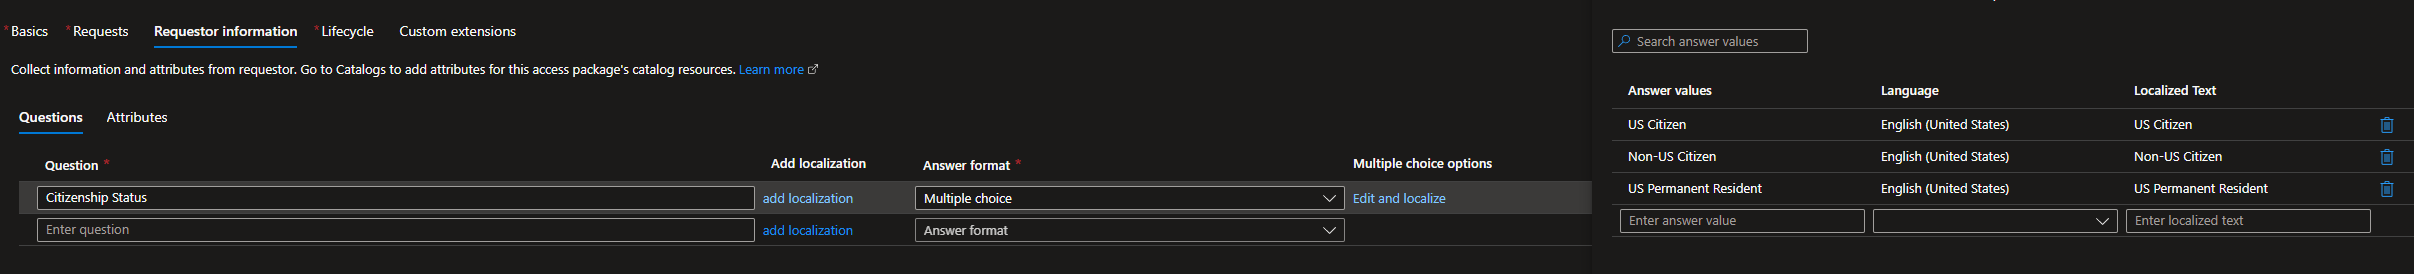 * Basics * Requests Requestor information * Lifecycle Custom extensions
Collect information and attributes from requestor. Go to Catalogs to add attributes for this access package's catalog resources. Learn more
Questions Attributes
Question * Add localization Answer format * Multiple choice options
Citizenship Status add localization Multiple choice Edit and localize
Enter question add localization Answer format
Search answer values
Answer values Language Localized Text
US Citizen English (United States) US Citizen
Non-US Citizen English (United States) Non-US Citizen
US Permanent Resident English (United States) US Permanent Resident
Enter answer value Enter localized text